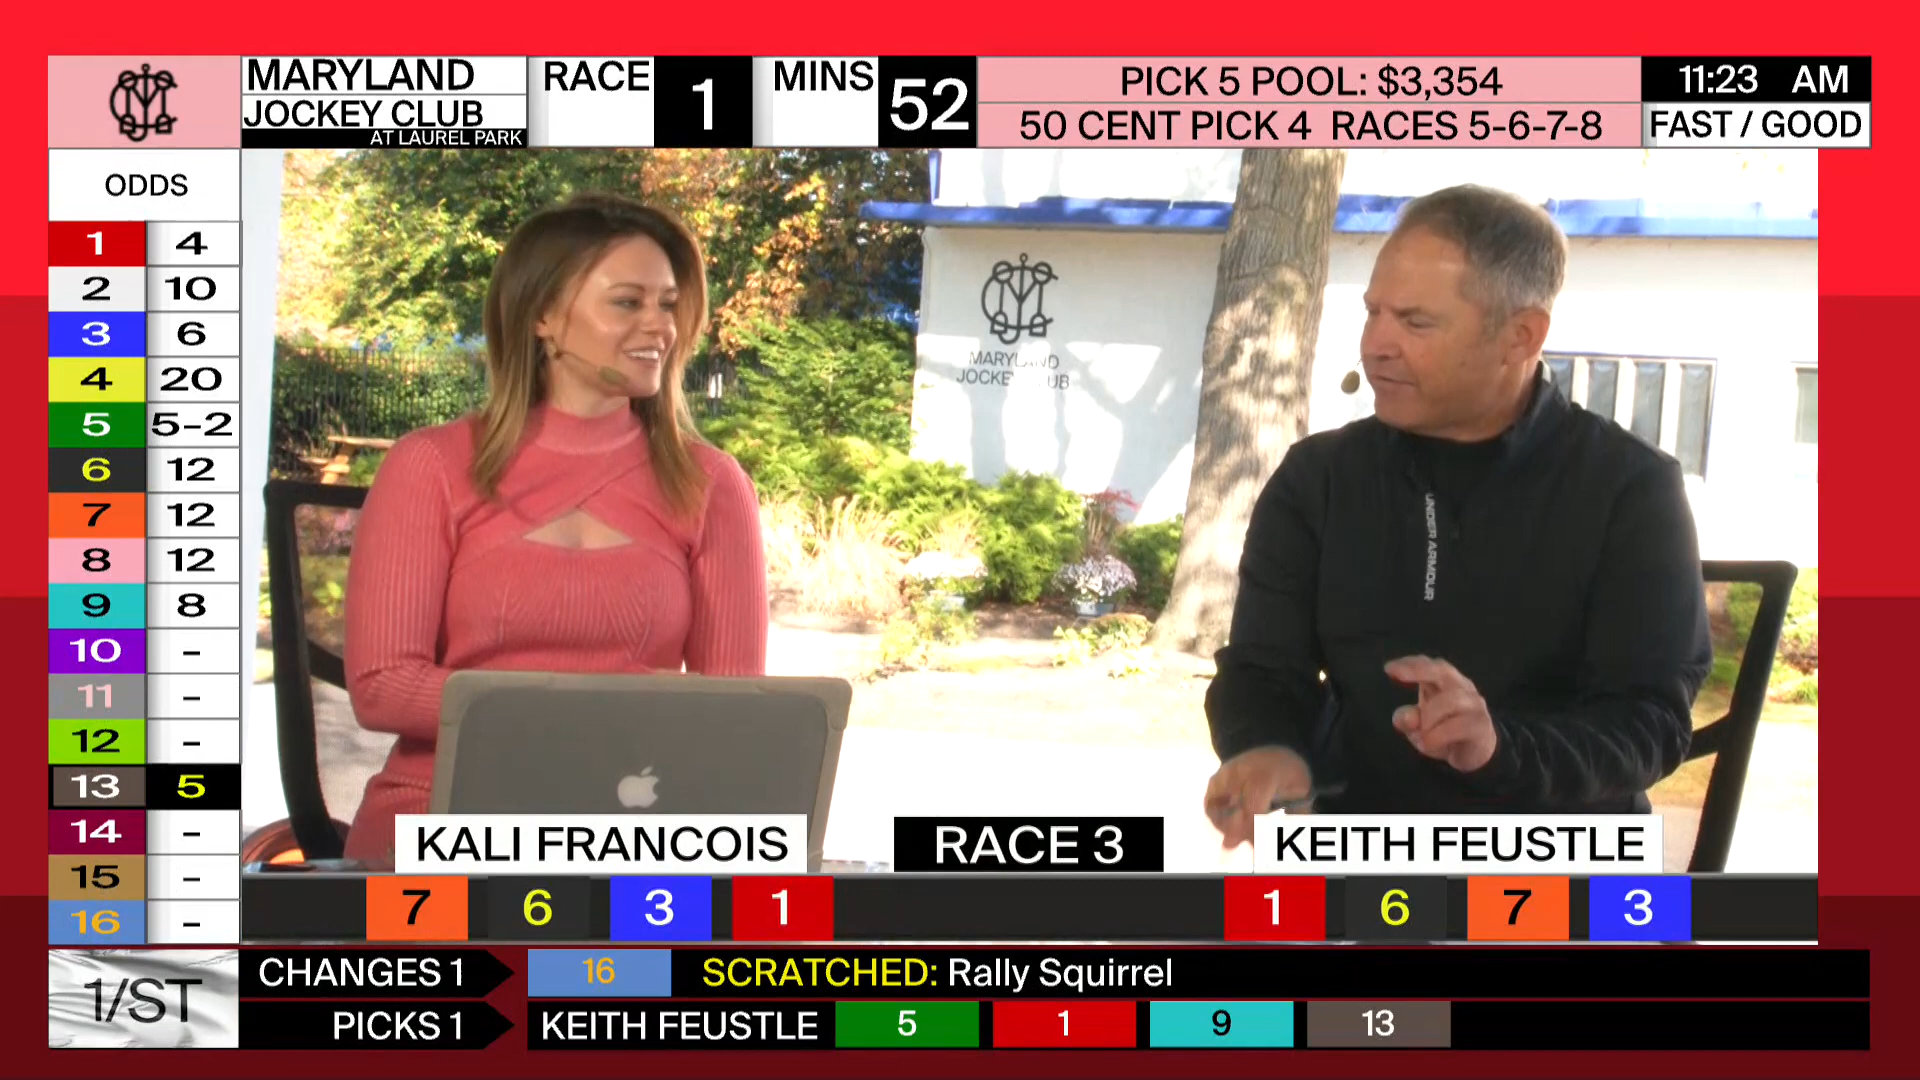 MARYLAND
JOCKEY CLUB
AT LAUREL PARK
RACE 1
MINS 52
PICK 5 POOL: $3,354
50 CENT PICK 4 RACES 5-6-7-8
11:23 AM
FAST / GOOD
ODDS
1 4
2 10
3 6
4 20
5 5-2
6 12
7 12
8 12
9 8
10 -
11 -
12 -
13 5
14 -
15 -
16 -
MARYLAND
JOCKEY CLUB
UNDER ARMOUR
KALI FRANCOIS
RACE 3
KEITH FEUSTLE
7 6 3 1
1 6 7 3
1/ST
CHANGES 1 16 SCRATCHED: Rally Squirrel
PICKS 1 KEITH FEUSTLE 5 1 9 13